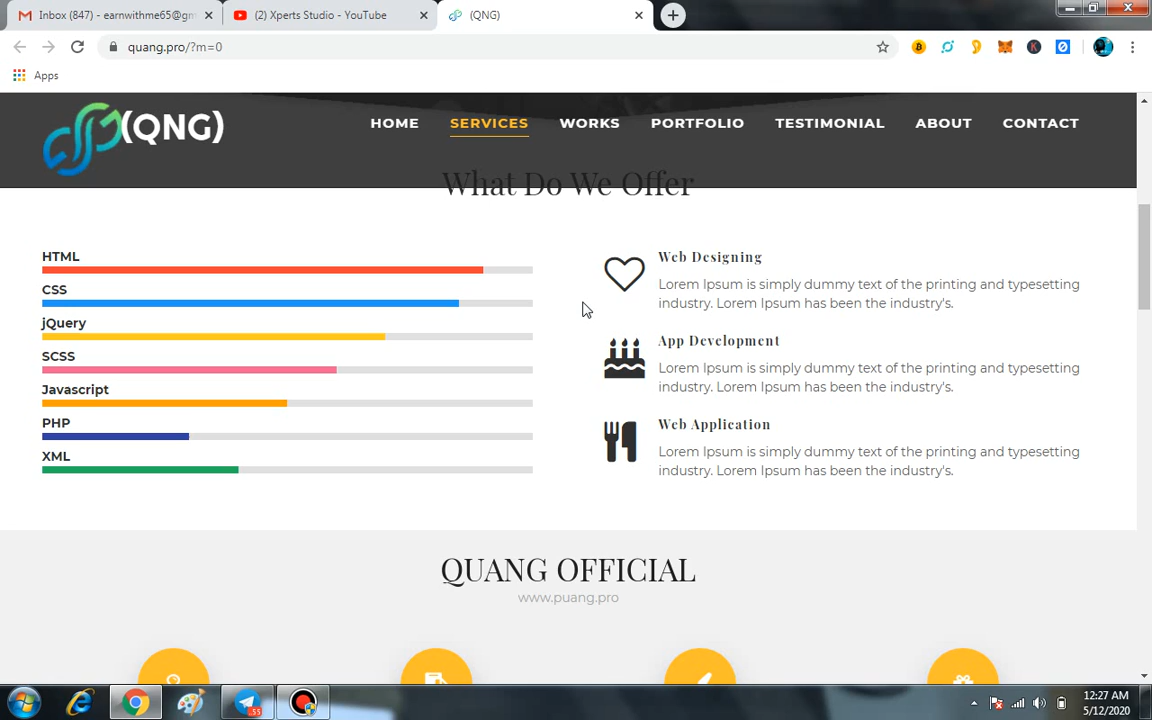 Inbox (847) - earnwithme65@gm
(2) Xperts Studio - YouTube
(QNG)
quang.pro/?m=0
Apps
(QNG)
HOME SERVICES WORKS PORTFOLIO TESTIMONIAL ABOUT CONTACT
What Do We Offer
HTML
CSS
jQuery
SCSS
Javascript
PHP
XML
Web Designing
Lorem Ipsum is simply dummy text of the printing and typesetting
industry. Lorem Ipsum has been the industry's.
App Development
Lorem Ipsum is simply dummy text of the printing and typesetting
industry. Lorem Ipsum has been the industry's.
Web Application
Lorem Ipsum is simply dummy text of the printing and typesetting
industry. Lorem Ipsum has been the industry's.
QUANG OFFICIAL
www.puang.pro
55
12:27 AM
5/12/2020